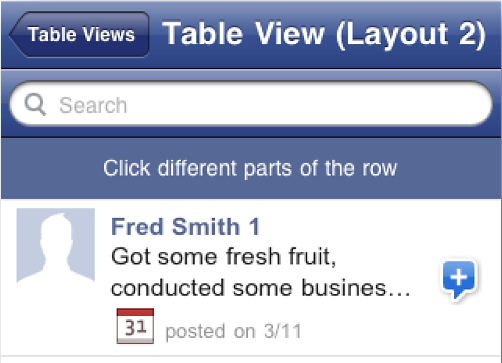 Table Views
Table View (Layout 2)
Search
Click different parts of the row
Fred Smith 1
Got some fresh fruit,
conducted some busines…
31
posted on 3/11